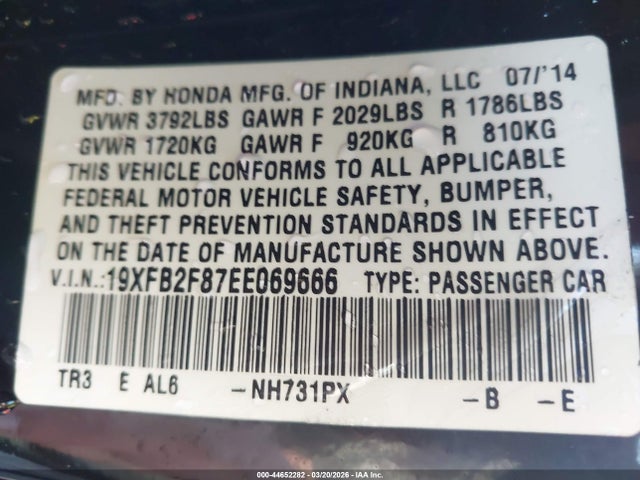 MFD. BY HONDA MFG. OF INDIANA, LLC 07/'14
GVWR 3792LBS GAWR F 2029LBS R 1786LBS
GVWR 1720KG GAWR F 920KG R 810KG
THIS VEHICLE CONFORMS TO ALL APPLICABLE
FEDERAL MOTOR VEHICLE SAFETY, BUMPER,
AND THEFT PREVENTION STANDARDS IN EFFECT
ON THE DATE OF MANUFACTURE SHOWN ABOVE.
V.I.N.:19XFB2F87EE069666 TYPE: PASSENGER CAR
TR3 E AL6 -NH731PX -B -E
000-44652282 - 03/20/2026 - Copyright IAA, Inc.